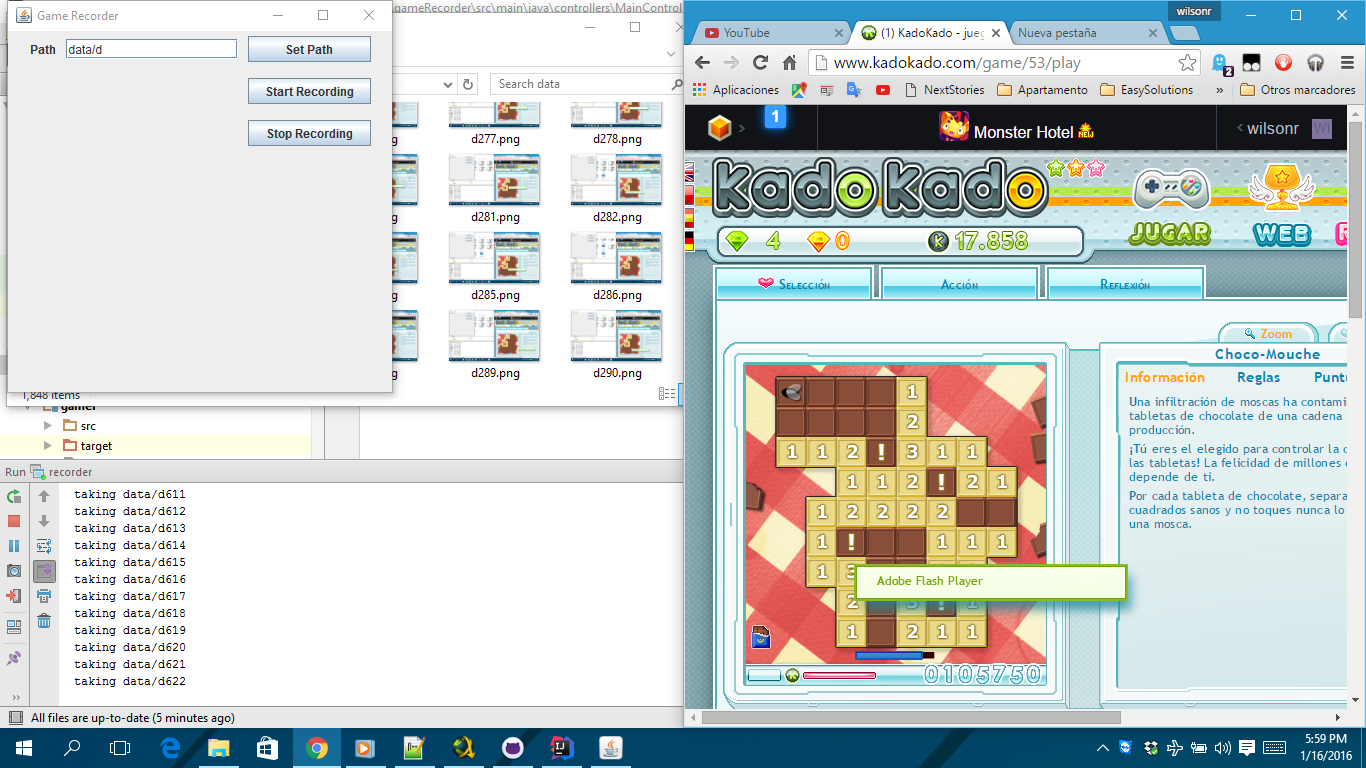 Game Recorder
Path data/d Set Path
Start Recording
Stop Recording
.gameRecorder\src\main\java\controllers\MainControl
Search data
g d277.png d278.png
g d281.png d282.png
g d285.png d286.png
g d289.png d290.png
1,848 items
gamer
src
target
Run recorder
taking data/d611
taking data/d612
taking data/d613
taking data/d614
taking data/d615
taking data/d616
taking data/d617
taking data/d618
taking data/d619
taking data/d620
taking data/d621
taking data/d622
All files are up-to-date (5 minutes ago)
wilsonr
YouTube
(1) KadoKado - jueg
Nueva pestaña
www.kadokado.com/game/53/play
2
Aplicaciones
NextStories
Apartamento
EasySolutions
»
Otros marcadores
1
Monster Hotel NEW
wilsonr WI
KadoKado
4 0 K 17.858
JUGAR WEB
Selección
Acción
Reflexión
Zoom
Choco-Mouche
Información Reglas Puntu
Una infiltración de moscas ha contami
tabletas de chocolate de una cadena
producción.
¡Tú eres el elegido para controlar la c
las tabletas! La felicidad de millones
depende de ti.
Por cada tableta de chocolate, separa
cuadrados sanos y no toques nunca lo
una mosca.
1
2
1 1 2 ! 3 1 1
1 1 2 ! 2 1
1 2 2 2 2
1 ! 1 1 1
1 3
Adobe Flash Player
2 3 ! 1
1 2 1 1
0105750
5:59 PM
1/16/2016